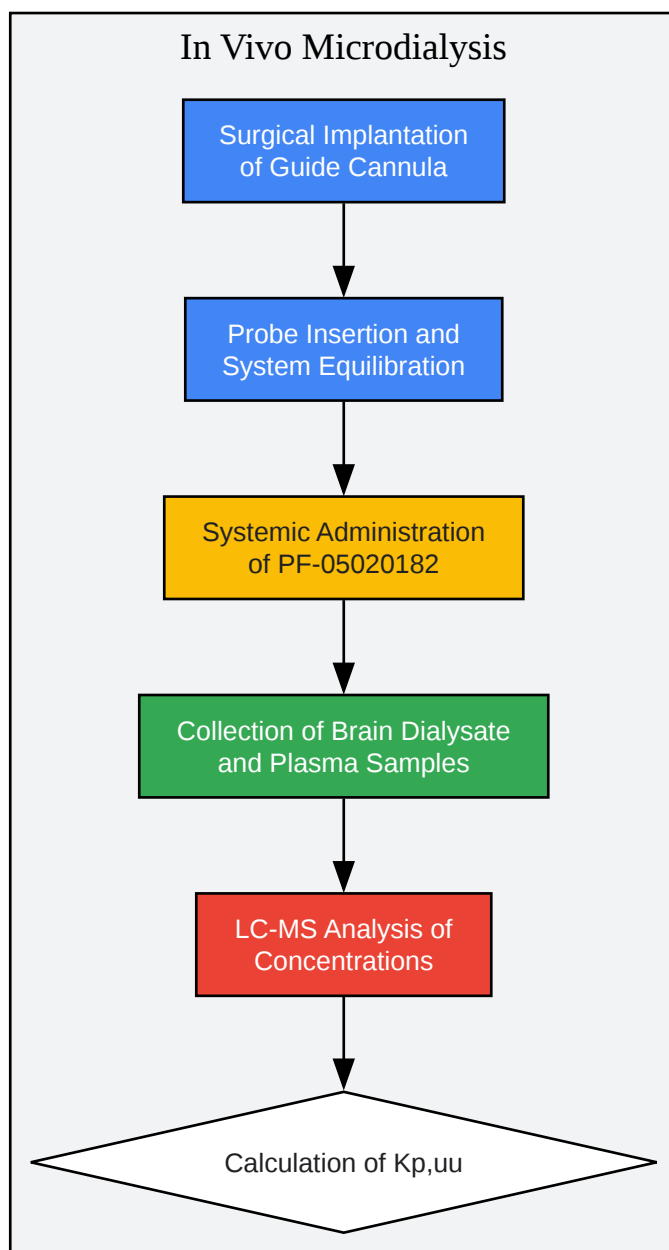 In Vivo Microdialysis
Surgical Implantation
of Guide Cannula
Probe Insertion and
System Equilibration
Systemic Administration
of PF-05020182
Collection of Brain Dialysate
and Plasma Samples
LC-MS Analysis of
Concentrations
Calculation of Kp,uu